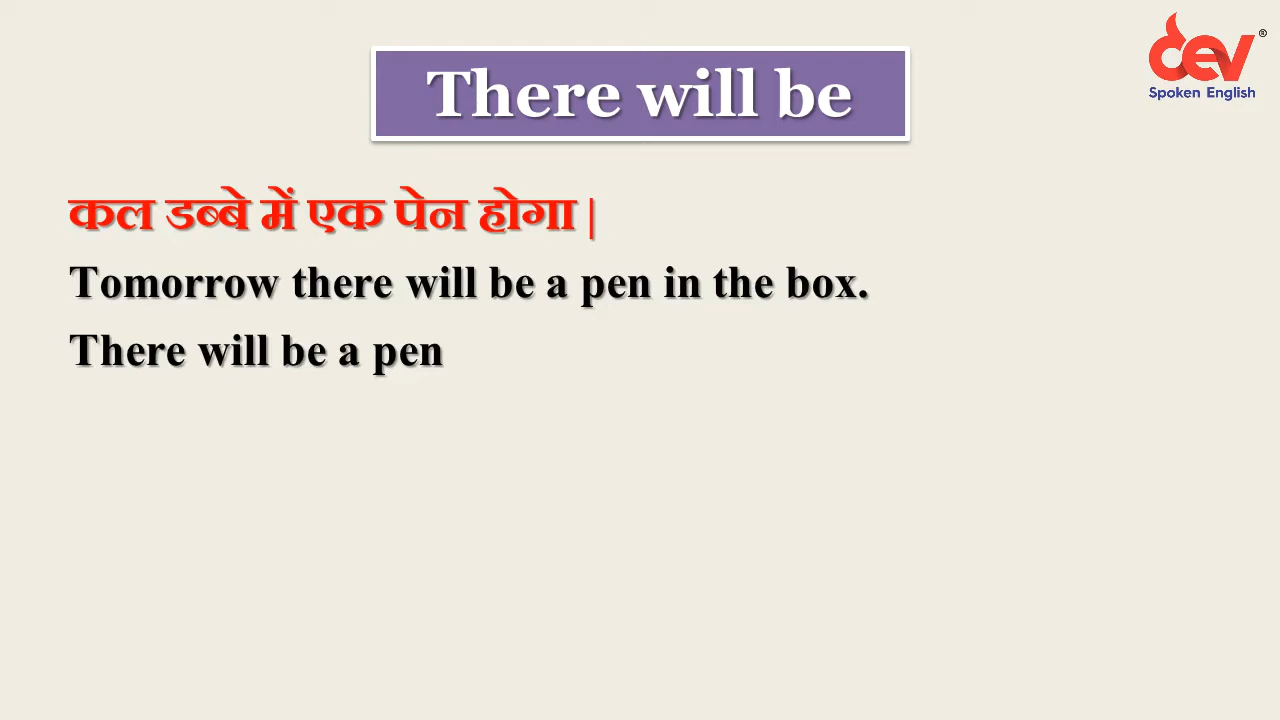 dev®
Spoken English
There will be
कल डब्बे में एक पेन होगा |
Tomorrow there will be a pen in the box.
There will be a pen